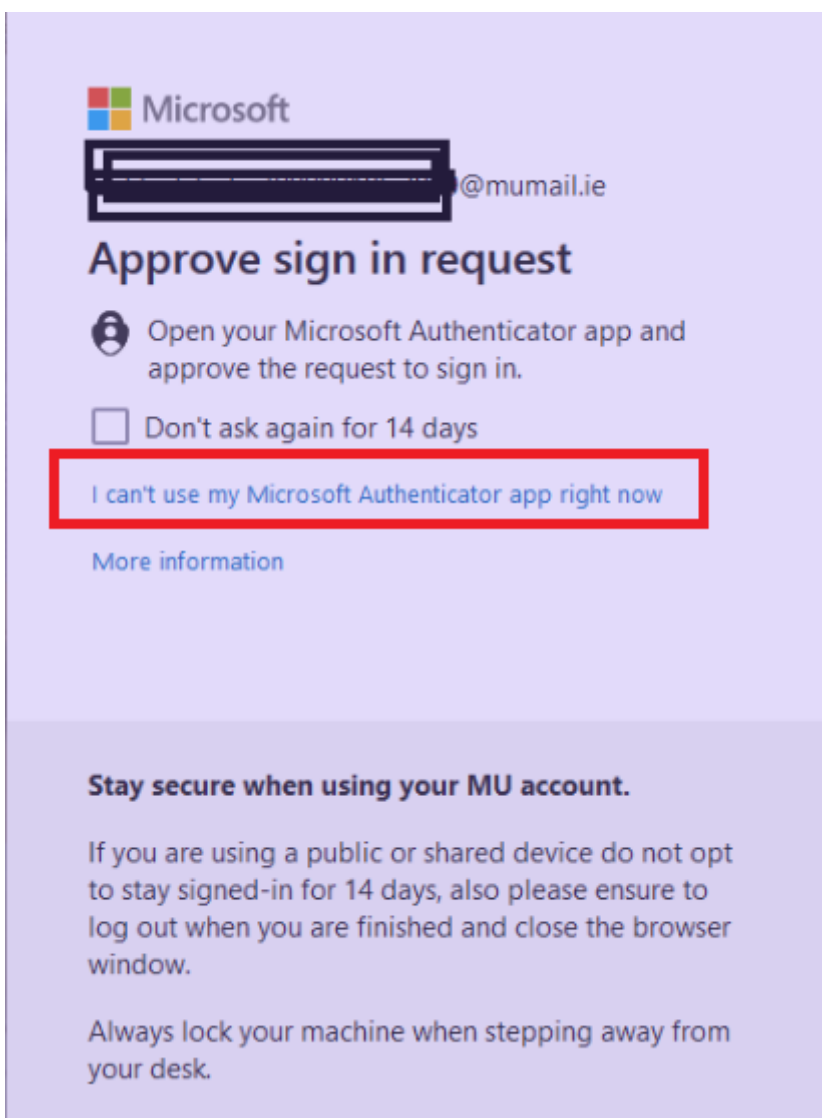 Microsoft
@mumail.ie
Approve sign in request
Open your Microsoft Authenticator app and
approve the request to sign in.
Don't ask again for 14 days
I can't use my Microsoft Authenticator app right now
More information
Stay secure when using your MU account.
If you are using a public or shared device do not opt
to stay signed-in for 14 days, also please ensure to
log out when you are finished and close the browser
window.
Always lock your machine when stepping away from
your desk.